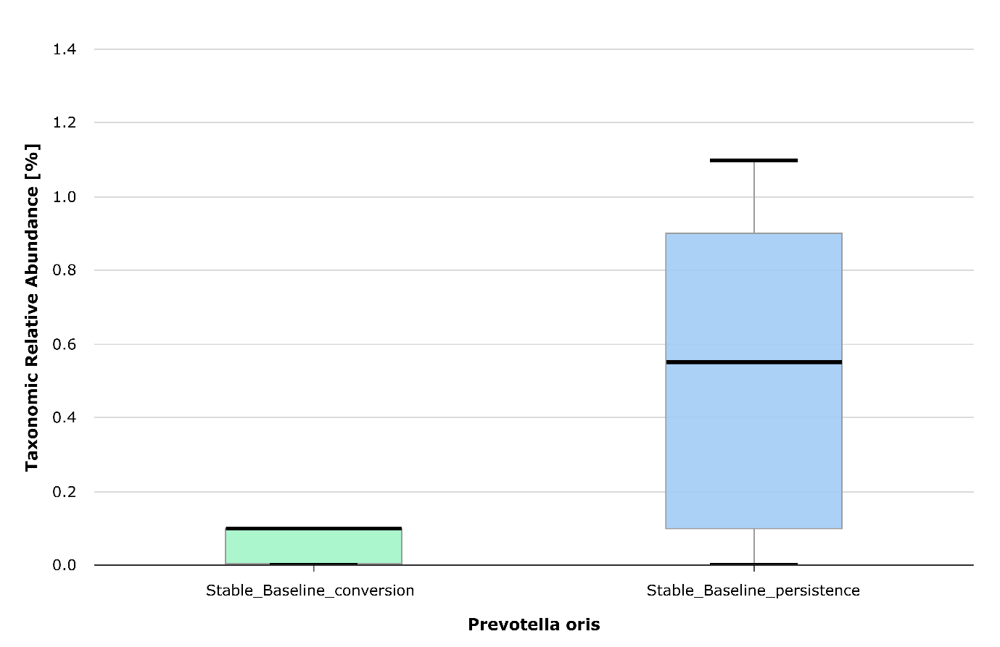 Taxonomic Relative Abundance [%]
1.4
1.2
1.0
0.8
0.6
0.4
0.2
0.0
Stable_Baseline_conversion
Stable_Baseline_persistence
Prevotella oris